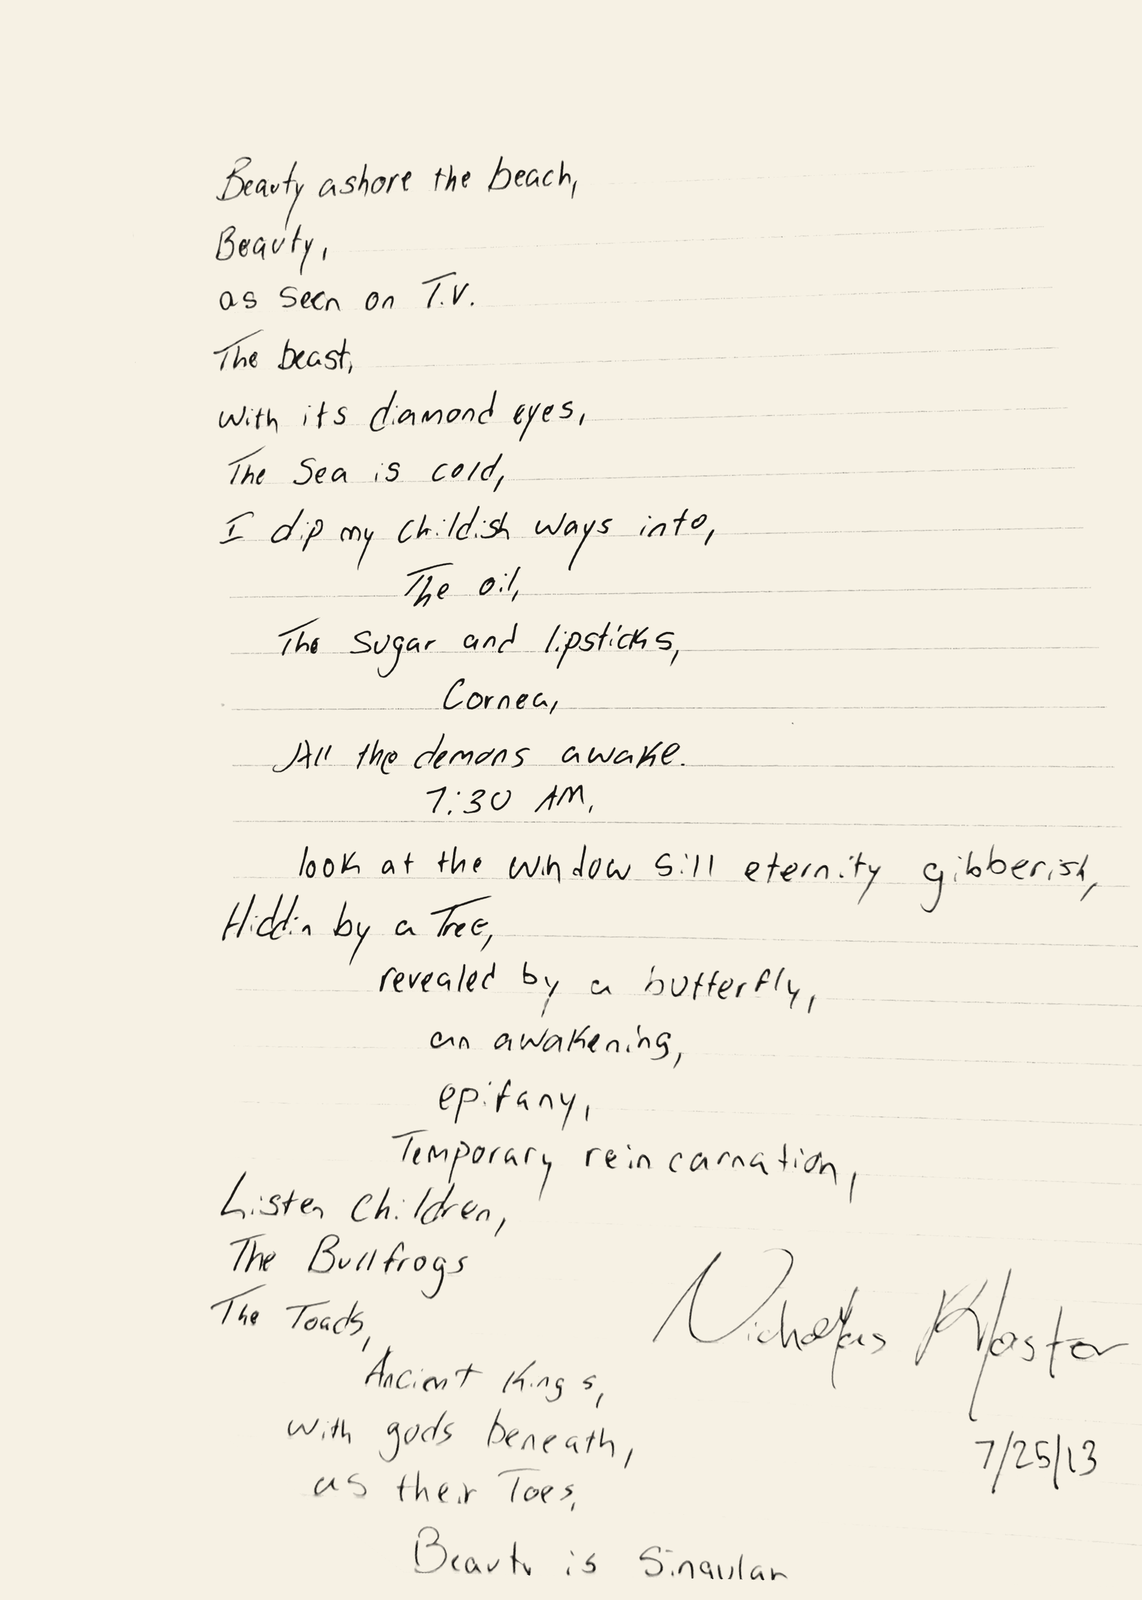 Beauty ashore the beach,
Beauty,
as seen on T.V.
The beast,
with its diamond eyes,
The Sea is cold,
I dip my childish ways into,
The oil,
The Sugar and lipsticks,
Cornea,
All the demons awake.
7:30 AM,
look at the window sill eternity gibberish,
Hiddin by a Tree,
revealed by a butterfly,
an awakening,
epifany,
Temporary reincarnation,
Listen Children,
The Bullfrogs
The Toads,
Ancient Kings,
with gods beneath,
as their Toes,
Beauty is Singular
Nicholas Klaster
7/25/13